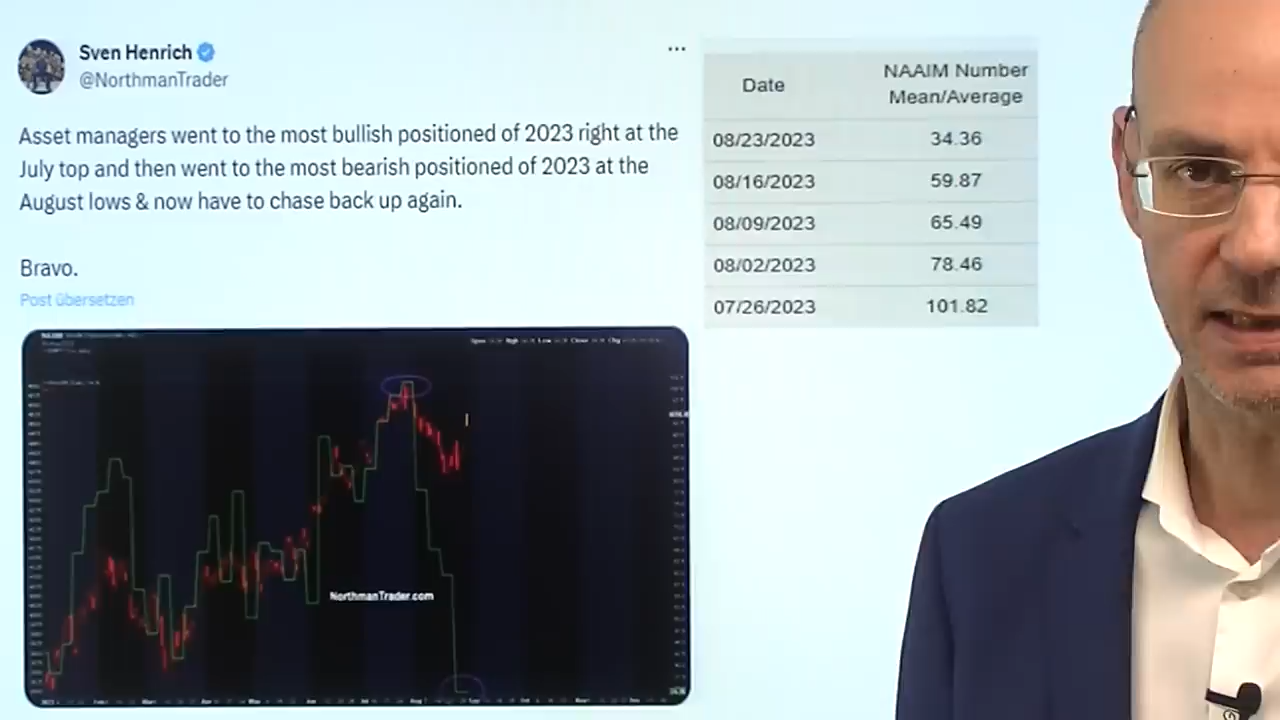 Sven Henrich
@NorthmanTrader
Asset managers went to the most bullish positioned of 2023 right at the
July top and then went to the most bearish positioned of 2023 at the
August lows & now have to chase back up again.
Bravo.
Post übersetzen
NorthmanTrader.com
Date NAAIM Number
Mean/Average
08/23/2023 34.36
08/16/2023 59.87
08/09/2023 65.49
08/02/2023 78.46
07/26/2023 101.82